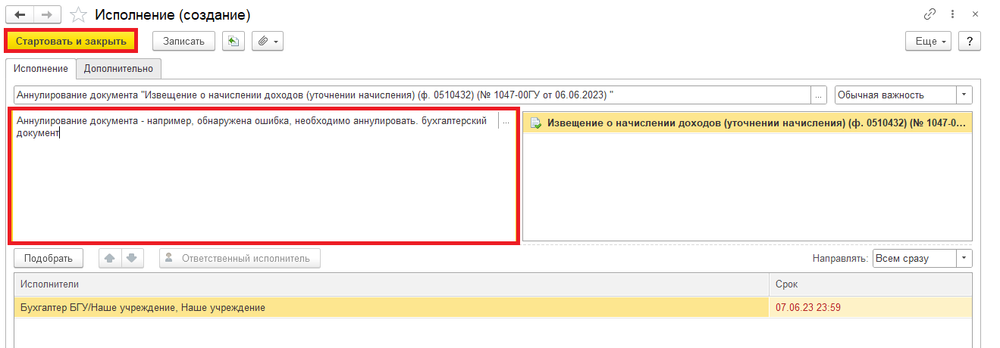 Исполнение (создание)
Стартовать и закрыть
Записать
Еще
?
Исполнение
Дополнительно
Аннулирование документа "Извещение о начислении доходов (уточнении начисления) (ф. 0510432) (№ 1047-00ГУ от 06.06.2023) "
...
Обычная важность
Аннулирование документа - например, обнаружена ошибка, необходимо аннулировать. бухгалтерский
документ
...
Извещение о начислении доходов (уточнении начисления) (ф. 0510432) (№ 1047-0...
Подобрать
Ответственный исполнитель
Направлять:
Всем сразу
Исполнители
Срок
Бухгалтер БГУ/Наше учреждение, Наше учреждение
07.06.23 23:59